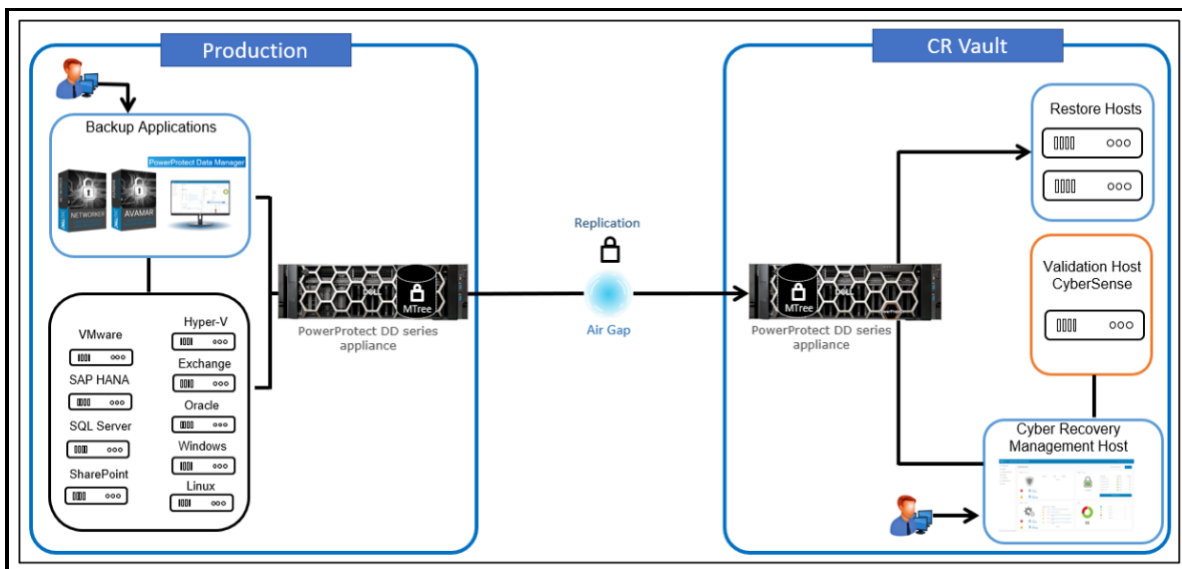 Production
CR Vault
Backup Applications
PowerProtect Data Manager
NETWORKER
AVAMAR
VMware
SAP HANA
SQL Server
SharePoint
Hyper-V
Exchange
Oracle
Windows
Linux
DELL
MTree
PowerProtect DD series
appliance
Replication
Air Gap
MTree
PowerProtect DD series
appliance
Restore Hosts
Validation Host
CyberSense
Cyber Recovery
Management Host